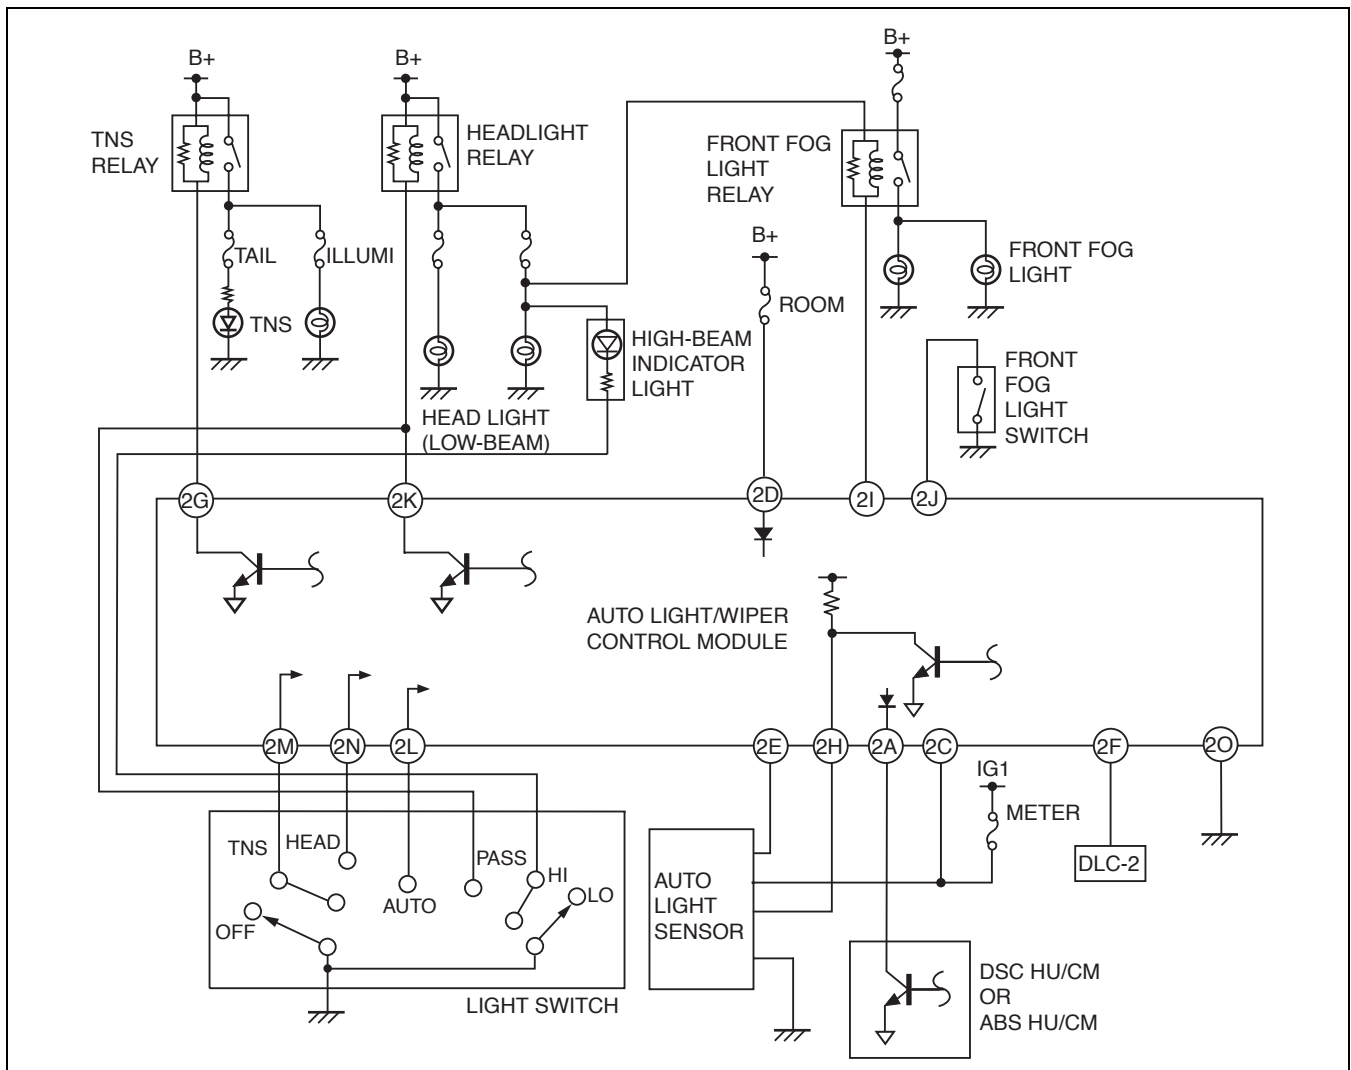 B+
B+
B+
TNS
RELAY
HEADLIGHT
RELAY
FRONT FOG
LIGHT
RELAY
B+
TAIL
ILLUMI
FRONT FOG
LIGHT
ROOM
TNS
HIGH-BEAM
INDICATOR
LIGHT
FRONT
FOG
LIGHT
SWITCH
HEAD LIGHT
(LOW-BEAM)
2G
2K
2D
2I
2J
AUTO LIGHT/WIPER
CONTROL MODULE
2M
2N
2L
2E
2H
2A
2C
2F
2O
IG1
METER
TNS
HEAD
PASS
HI
LO
AUTO
OFF
LIGHT SWITCH
AUTO
LIGHT
SENSOR
DLC-2
DSC HU/CM
OR
ABS HU/CM